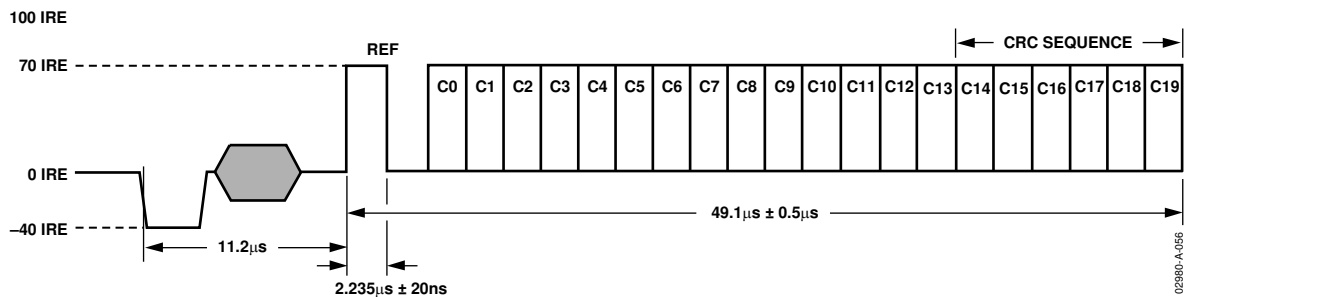 100 IRE
CRC SEQUENCE
REF
70 IRE
C0 C1 C2 C3 C4 C5 C6 C7 C8 C9 C10 C11 C12 C13 C14 C15 C16 C17 C18 C19
0 IRE
49.1μs ± 0.5μs
–40 IRE
11.2μs
2.235μs ± 20ns
02980-A-056